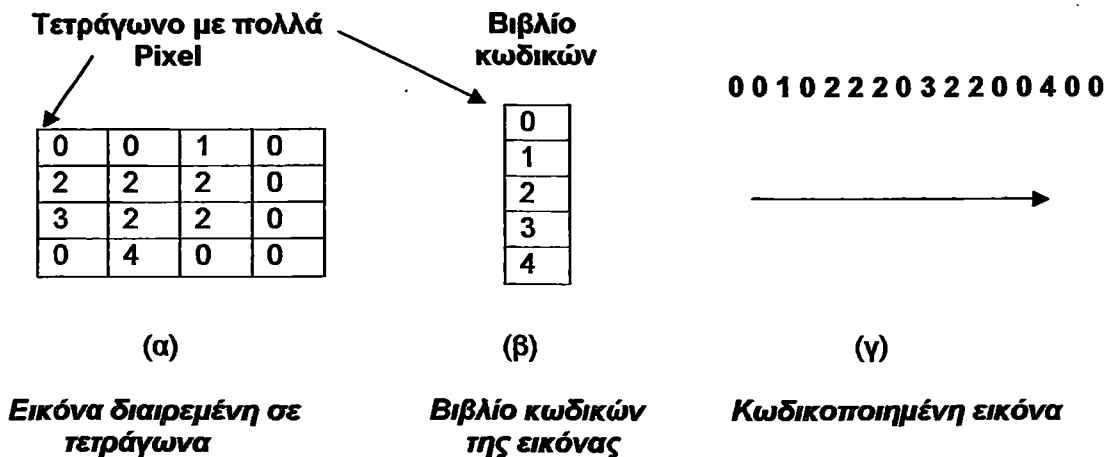 Τετράγωνο με πολλά
Pixel
Βιβλίο
κωδικών
0 0 1 0 2 2 2 0 3 2 2 0 0 4 0 0
0 0 1 0
2 2 2 0
3 2 2 0
0 4 0 0
0
1
2
3
4
(α)
(β)
(γ)
Εικόνα διαιρεμένη σε
τετράγωνα
Βιβλίο κωδικών
της εικόνας
Κωδικοποιημένη εικόνα